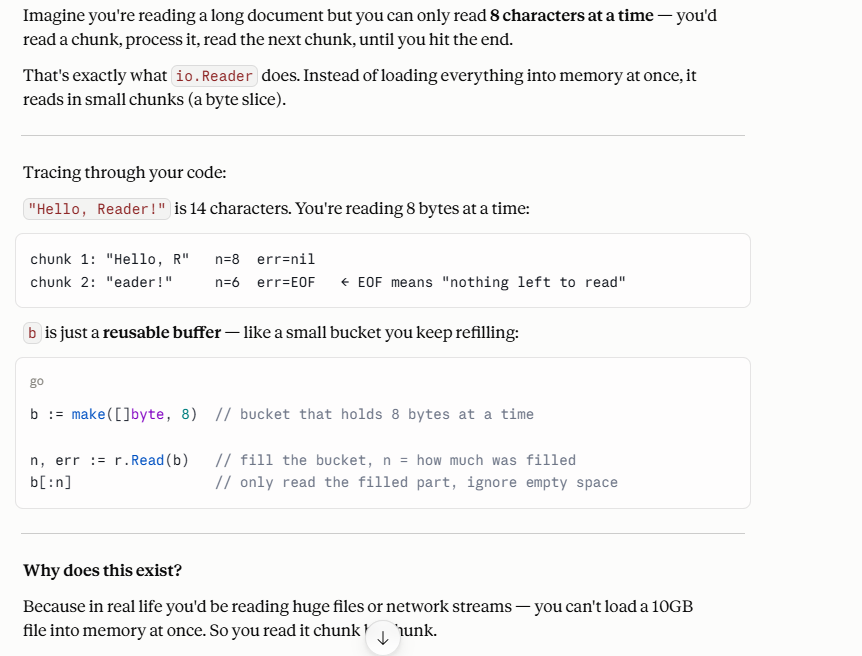 Imagine you're reading a long document but you can only read 8 characters at a time — you'd
read a chunk, process it, read the next chunk, until you hit the end.
That's exactly what io.Reader does. Instead of loading everything into memory at once, it
reads in small chunks (a byte slice).
Tracing through your code:
"Hello, Reader!" is 14 characters. You're reading 8 bytes at a time:
chunk 1: "Hello, R"   n=8  err=nil
chunk 2: "eader!"     n=6  err=EOF   ← EOF means "nothing left to read"
b is just a reusable buffer — like a small bucket you keep refilling:
go
b := make([]byte, 8)  // bucket that holds 8 bytes at a time
n, err := r.Read(b)   // fill the bucket, n = how much was filled
b[:n]                 // only read the filled part, ignore empty space
Why does this exist?
Because in real life you'd be reading huge files or network streams — you can't load a 10GB
file into memory at once. So you read it chunk hunk.